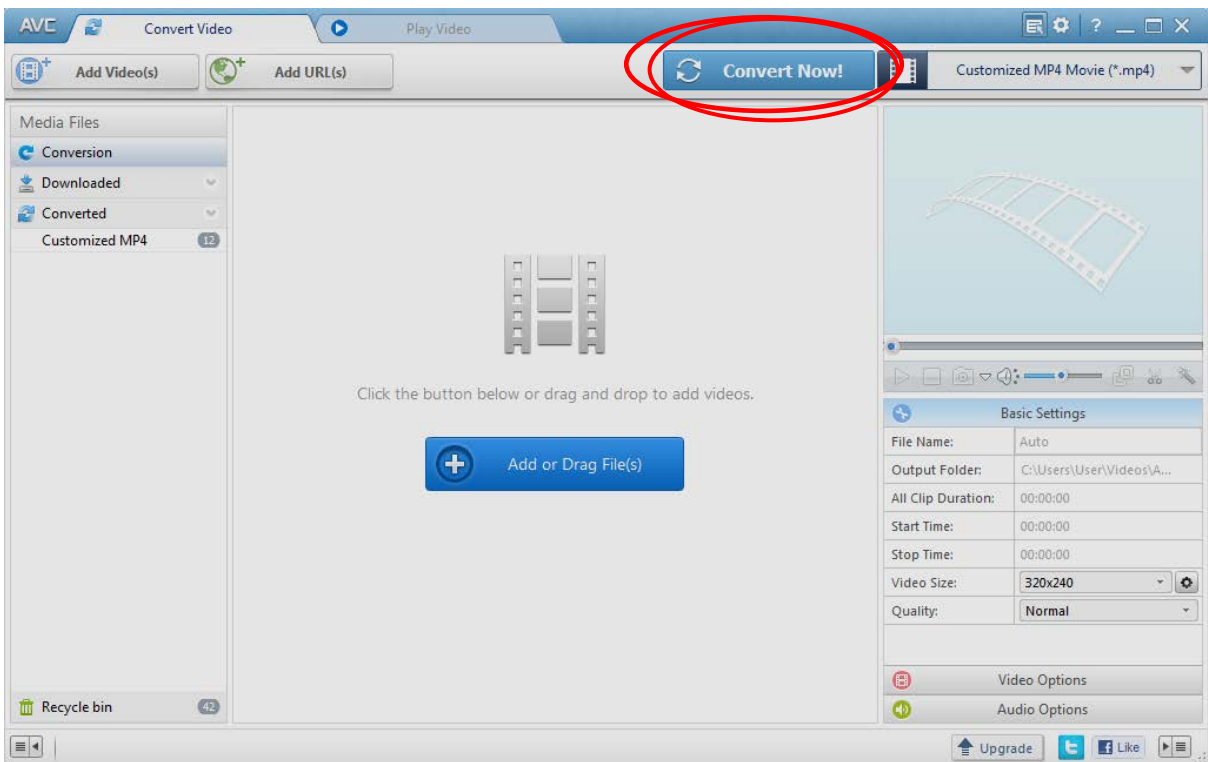 AVC Convert Video Play Video ?
Add Video(s) Add URL(s) Convert Now! Customized MP4 Movie (*.mp4)
Media Files
Conversion
Downloaded
Converted
Customized MP4 12
Click the button below or drag and drop to add videos.
Add or Drag File(s)
Basic Settings
File Name: Auto
Output Folder: C:\Users\User\Videos\A...
All Clip Duration: 00:00:00
Start Time: 00:00:00
Stop Time: 00:00:00
Video Size: 320x240
Quality: Normal
Video Options
Recycle bin 42
Audio Options
Upgrade Like